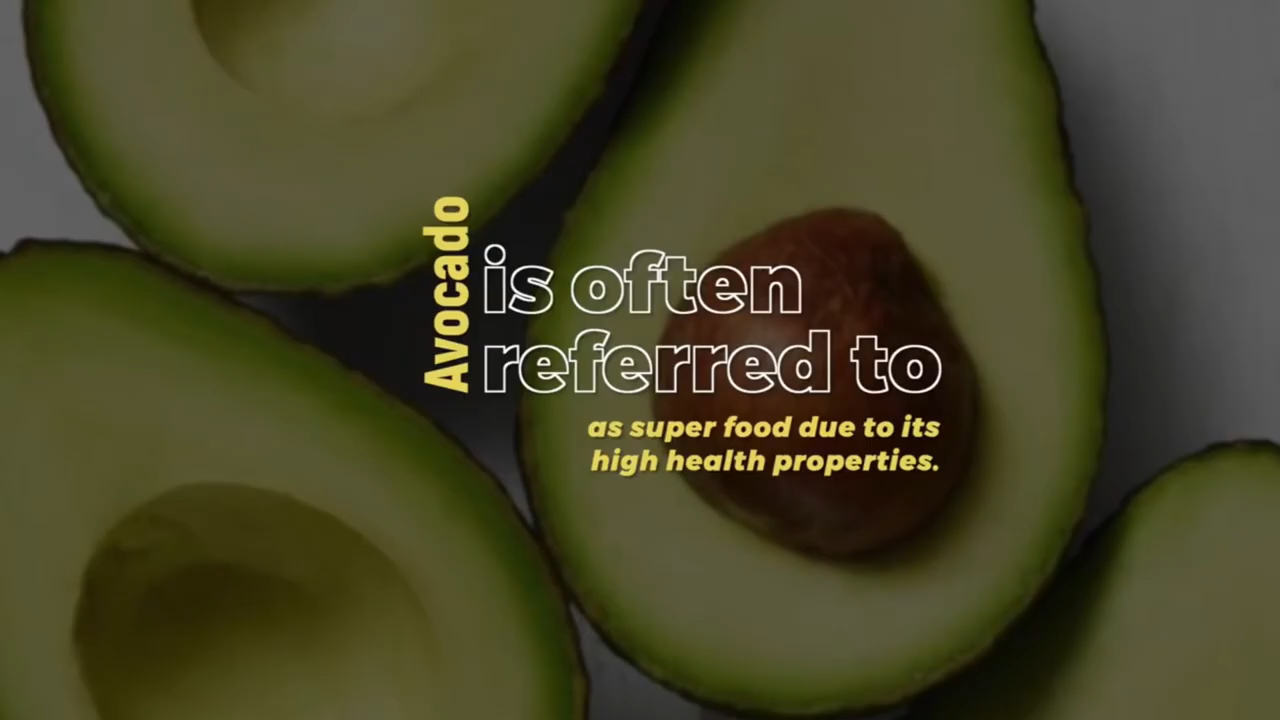 Avocado
is often
referred to
as super food due to its
high health properties.